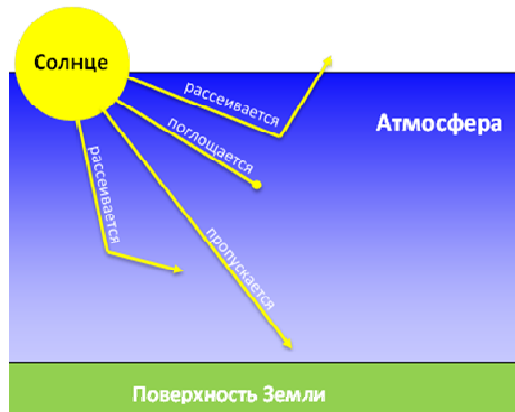 Солнце
рассеивается
Атмосфера
поглощается
рассеивается
пропускается
Поверхность Земли